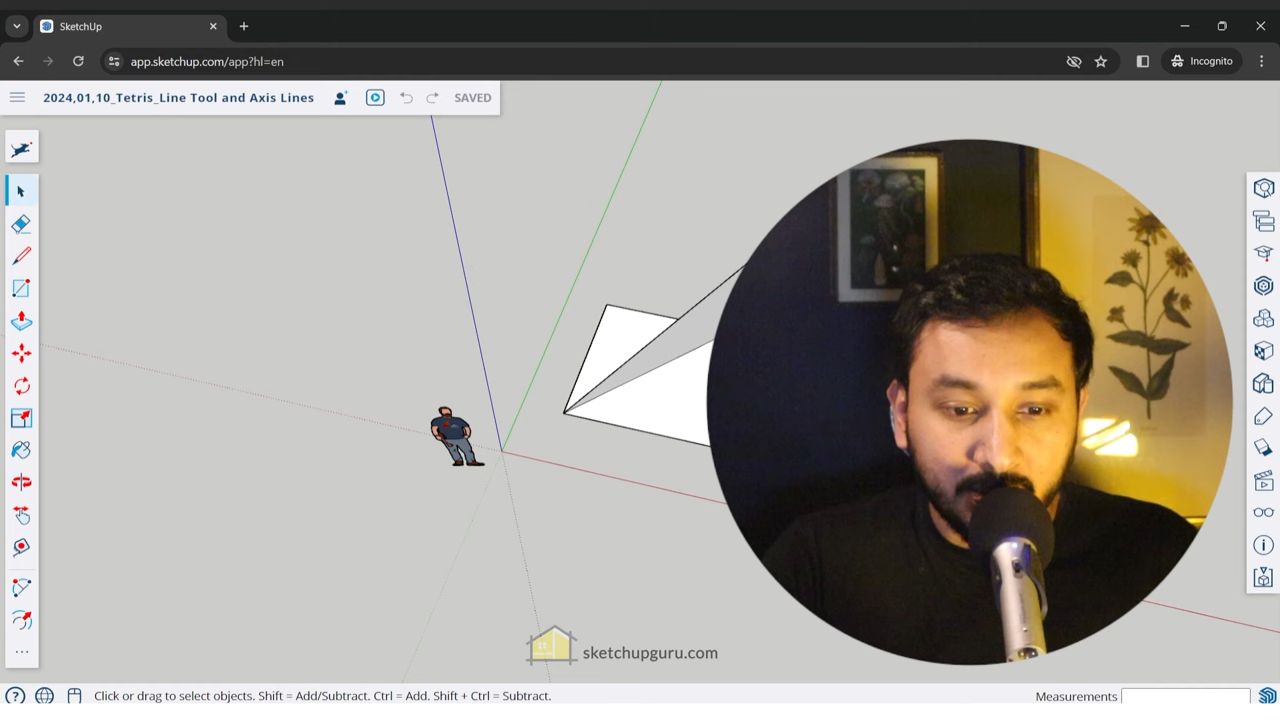 SketchUp
app.sketchup.com/app?hl=en
Incognito
2024,01,10_Tetris_Line Tool and Axis Lines
SAVED
sketchupguru.com
Click or drag to select objects. Shift = Add/Subtract. Ctrl = Add. Shift + Ctrl = Subtract.
Measurements